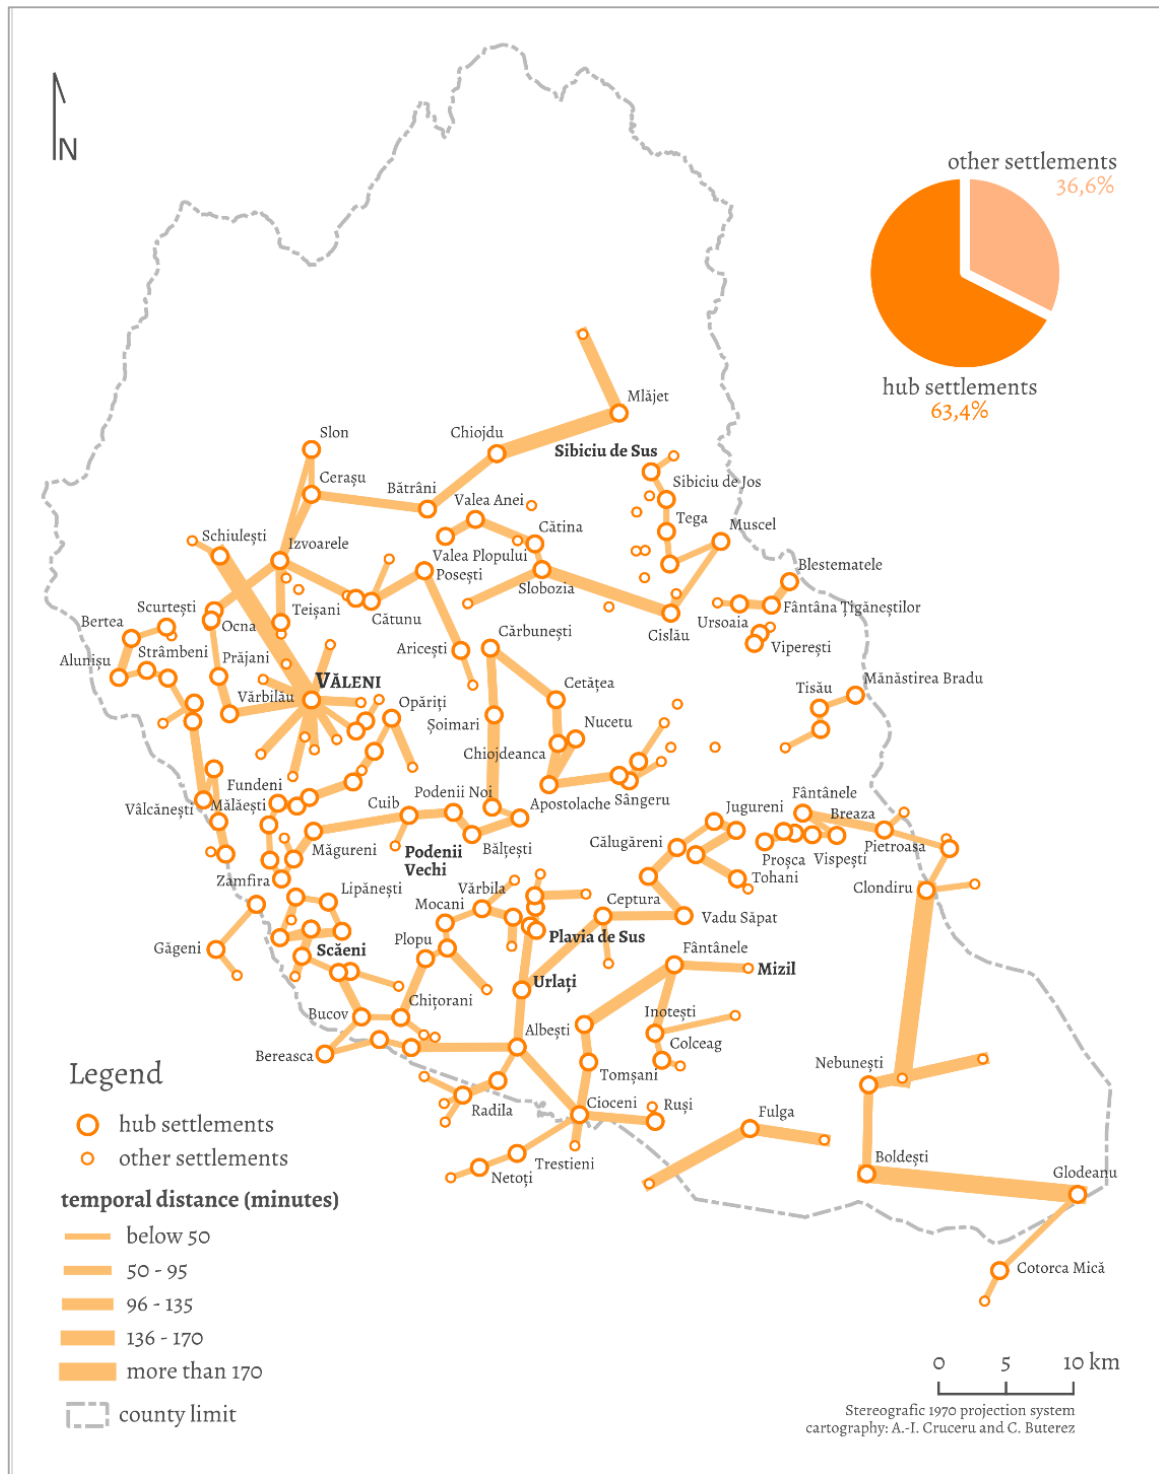 N
other settlements
36,6%
hub settlements
63,4%
Mlăjet
Slon
Chiojdu
Sibiciu de Sus
Cerașu
Bătrâni
Sibiciu de Jos
Valea Anei
Tega
Muscel
Schiulești
Izvoarele
Cătina
Valea Plopului
Posești
Slobozia
Blestematele
Scurtești
Ocna
Teișani
Cătunu
Ursoaia
Fântâna Țigăneștilor
Bertea
Cârbunești
Cislău
Viperești
Alunișu
Strâmbeni
Prăjani
Aricești
VĂLENI
Cetățea
Tisău
Mănăstirea Bradu
Vărbilău
Opăriți
Șoimari
Nucetu
Chiojdeanca
Fundeni
Podenii Noi
Fântânele
Vâlcănești
Mălăești
Cuib
Apostolache
Sângeru
Jugureni
Breaza
Măgureni
Podenii
Vechi
Bălțești
Călugăreni
Proșca
Vispești
Pietroasa
Zamfira
Lipănești
Vărbila
Tohani
Clondiru
Mocani
Ceptura
Vadu Săpat
Găgeni
Scăeni
Plopu
Plavia de Sus
Fântânele
Mizil
Urlați
Bucov
Chițorani
Inotești
Albești
Colceag
Bereasca
Tomșani
Nebunești
Radila
Cioceni
Ruși
Fulga
Trestieni
Netoți
Boldești
Glodeanu
Cotorca Mică
Legend
hub settlements
other settlements
temporal distance (minutes)
below 50
50 - 95
96 - 135
136 - 170
more than 170
county limit
0 5 10 km
Stereografic 1970 projection system
cartography: A.-I. Cruceru and C. Buterez